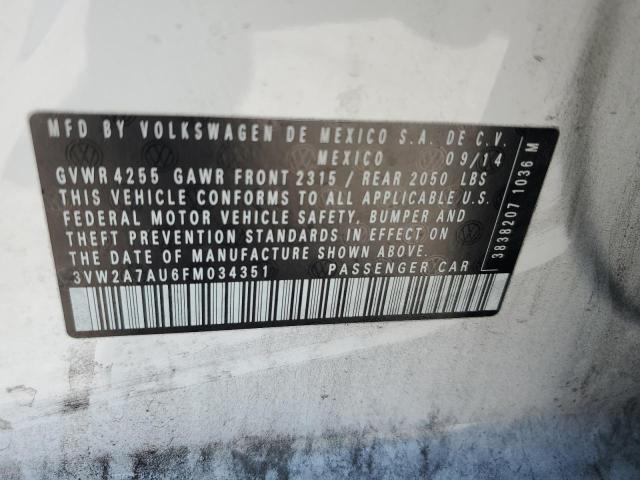 MFD BY VOLKSWAGEN DE MEXICO S.A. DE C.V.
MEXICO 09/14
GVWR 4255 GAWR FRONT 2315 / REAR 2050 LBS
THIS VEHICLE CONFORMS TO ALL APPLICABLE U.S.
FEDERAL MOTOR VEHICLE SAFETY, BUMPER AND
THEFT PREVENTION STANDARDS IN EFFECT ON
THE DATE OF MANUFACTURE SHOWN ABOVE
3VW2A7AU6FM034351 PASSENGER CAR
3838207 1036 M